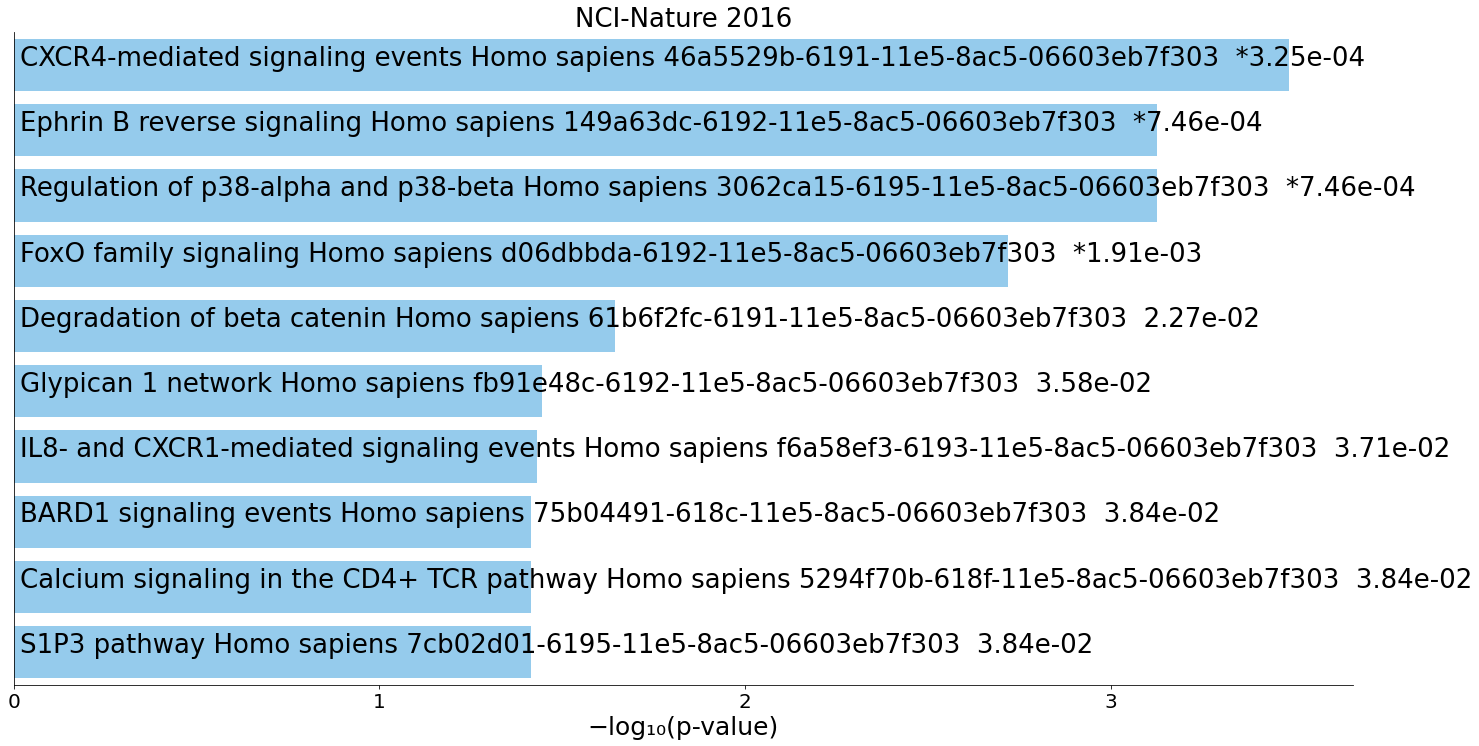 NCI-Nature 2016
CXCR4-mediated signaling events Homo sapiens 46a5529b-6191-11e5-8ac5-06603eb7f303 *3.25e-04
Ephrin B reverse signaling Homo sapiens 149a63dc-6192-11e5-8ac5-06603eb7f303 *7.46e-04
Regulation of p38-alpha and p38-beta Homo sapiens 3062ca15-6195-11e5-8ac5-06603eb7f303 *7.46e-04
FoxO family signaling Homo sapiens d06dbbda-6192-11e5-8ac5-06603eb7f303 *1.91e-03
Degradation of beta catenin Homo sapiens 61b6f2fc-6191-11e5-8ac5-06603eb7f303 2.27e-02
Glypican 1 network Homo sapiens fb91e48c-6192-11e5-8ac5-06603eb7f303 3.58e-02
IL8- and CXCR1-mediated signaling events Homo sapiens f6a58ef3-6193-11e5-8ac5-06603eb7f303 3.71e-02
BARD1 signaling events Homo sapiens 75b04491-618c-11e5-8ac5-06603eb7f303 3.84e-02
Calcium signaling in the CD4+ TCR pathway Homo sapiens 5294f70b-618f-11e5-8ac5-06603eb7f303 3.84e-02
S1P3 pathway Homo sapiens 7cb02d01-6195-11e5-8ac5-06603eb7f303 3.84e-02
0 1 2 3
−log₁₀(p-value)